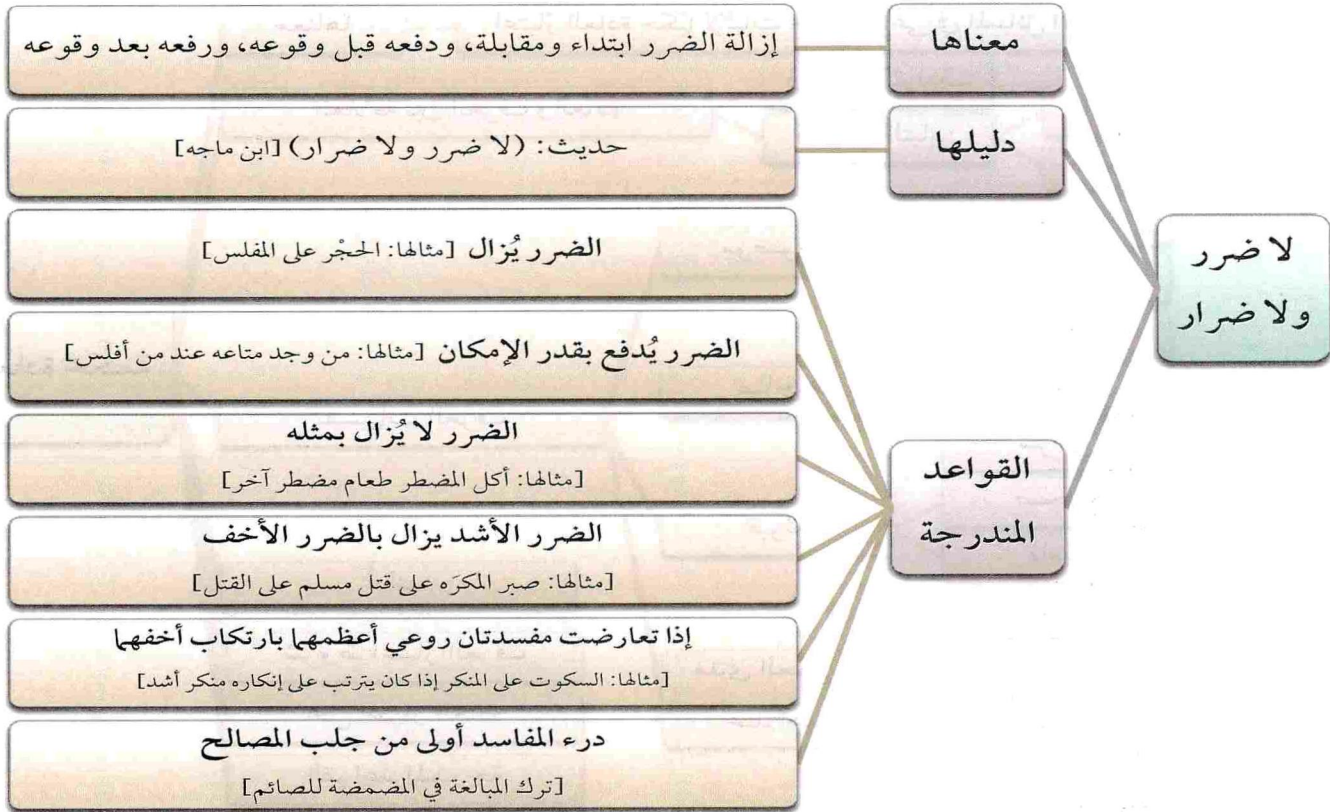 لا ضرر
ولا ضرار
معناها
إزالة الضرر ابتداء ومقابلة، ودفعه قبل وقوعه، ورفعه بعد وقوعه
دليلها
حديث: (لا ضرر ولا ضرار) [ابن ماجه]
القواعد
المندرجة
الضرر يُزال [مثالها: الحجْر على المفلس]
الضرر يُدفع بقدر الإمكان [مثالها: من وجد متاعه عند من أفلس]
الضرر لا يُزال بمثله
[مثالها: أكل المضطر طعام مضطر آخر]
الضرر الأشد يزال بالضرر الأخف
[مثالها: صبر المكرَه على قتل مسلم على القتل]
إذا تعارضت مفسدتان روعي أعظمهما بارتكاب أخفهما
[مثالها: السكوت على المنكر إذا كان يترتب على إنكاره منكر أشد]
درء المفاسد أولى من جلب المصالح
[ترك المبالغة في المضمضة للصائم]